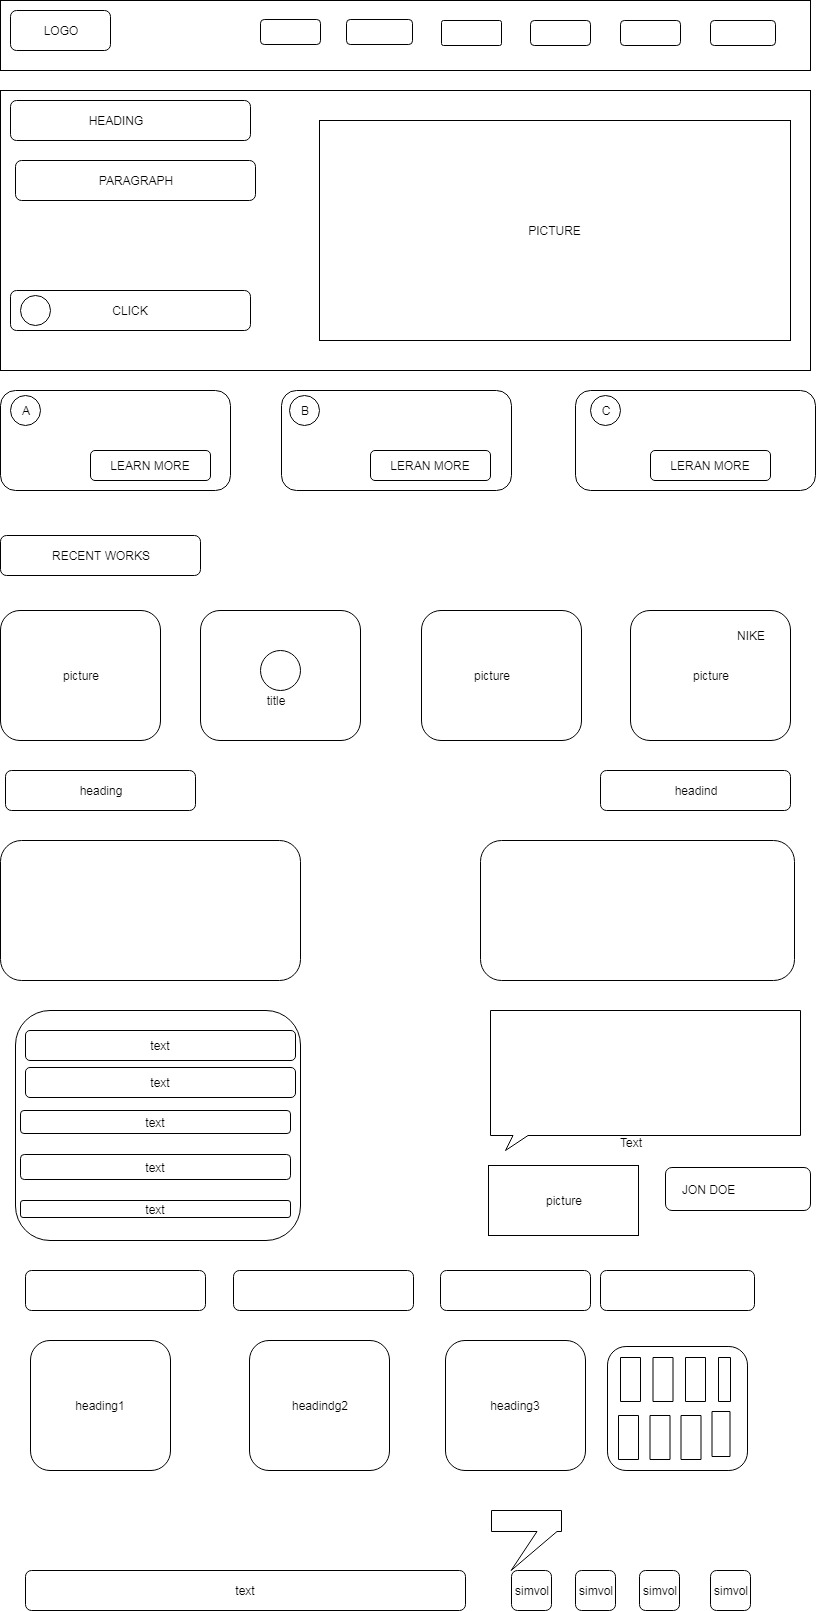 LOGO
HEADING
PARAGRAPH
PICTURE
CLICK
A
B
C
LEARN MORE
LERAN MORE
LERAN MORE
RECENT WORKS
NIKE
picture
title
picture
picture
heading
headind
text
text
text
text
text
Text
picture
JON DOE
heading1
headindg2
heading3
text
simvol
simvol
simvol
simvol